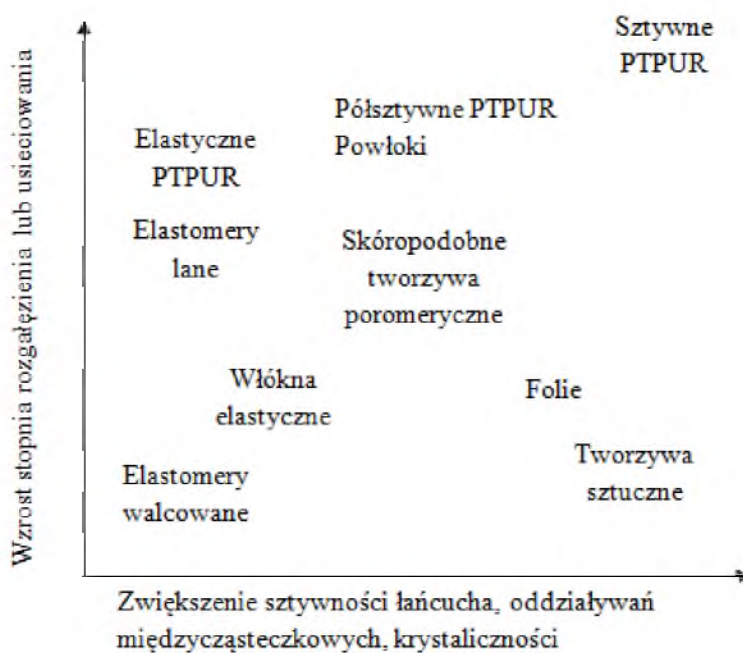 Wzrost stopnia rozgałęzienia lub usieciowania
Sztywne
PTPUR
Półsztywne PTPUR
Powłoki
Elastyczne
PTPUR
Elastomery
lane
Skóropodobne
tworzywa
poromeryczne
Włókna
elastyczne
Folie
Tworzywa
sztuczne
Elastomery
walcowane
Zwiększenie sztywności łańcucha, oddziaływań
międzycząsteczkowych, krystaliczności